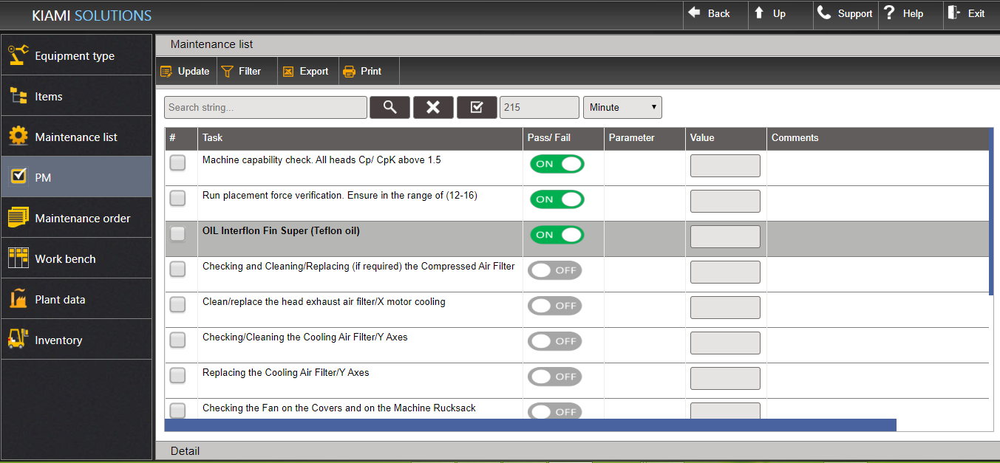 KIAMI SOLUTIONS
Back
Up
Support
? Help
Exit
Equipment type
Items
Maintenance list
PM
Maintenance order
Work bench
Plant data
Inventory
Maintenance list
Update
Filter
Export
Print
Search string...
215
Minute
# Task Pass/ Fail Parameter Value Comments
Machine capability check. All heads Cp/ CpK above 1.5 ON
Run placement force verification. Ensure in the range of (12-16) ON
OIL Interflon Fin Super (Teflon oil) ON
Checking and Cleaning/Replacing (if required) the Compressed Air Filter OFF
Clean/replace the head exhaust air filter/X motor cooling OFF
Checking/Cleaning the Cooling Air Filter/Y Axes OFF
Replacing the Cooling Air Filter/Y Axes OFF
Checking the Fan on the Covers and on the Machine Rucksack OFF
Detail